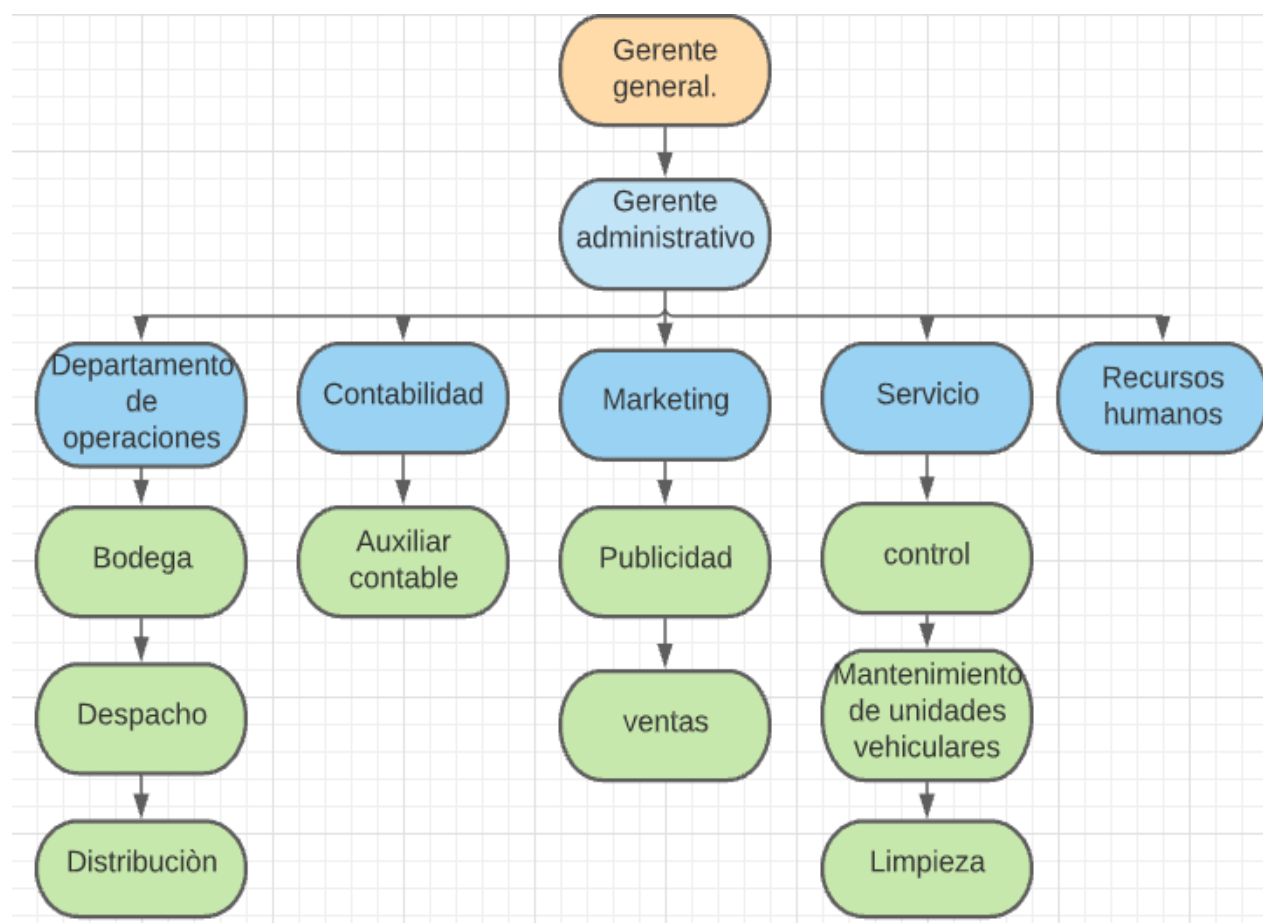 Gerente
general.
Gerente
administrativo
Departamento
de
operaciones
Contabilidad
Marketing
Servicio
Recursos
humanos
Bodega
Auxiliar
contable
Publicidad
control
Despacho
ventas
Mantenimiento
de unidades
vehiculares
Distribuciòn
Limpieza